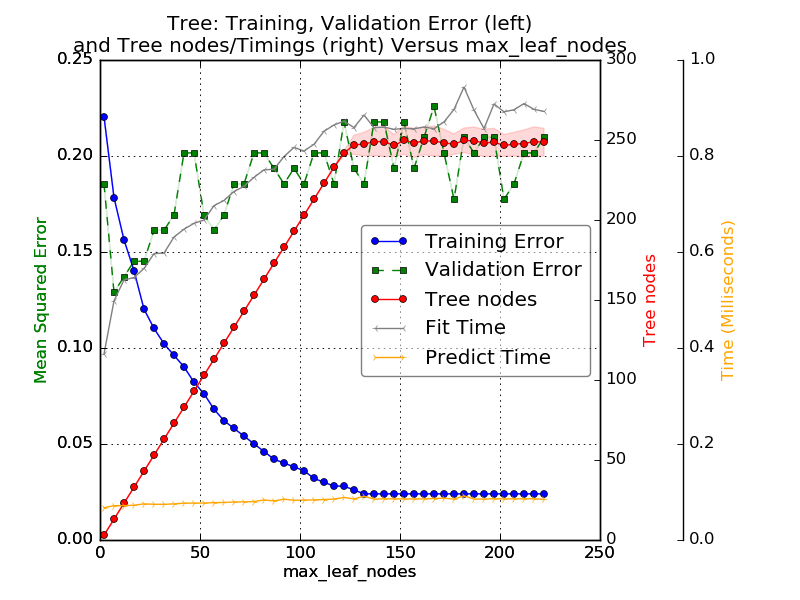 Tree: Training, Validation Error (left)
and Tree nodes/Timings (right) Versus max_leaf_nodes
0.25
0.20
0.15
0.10
0.05
0.00
Mean Squared Error
0
50
100
150
200
250
max_leaf_nodes
Training Error
Validation Error
Tree nodes
Fit Time
Predict Time
300
250
200
150
100
50
0
Tree nodes
1.0
0.8
0.6
0.4
0.2
0.0
Time (Milliseconds)